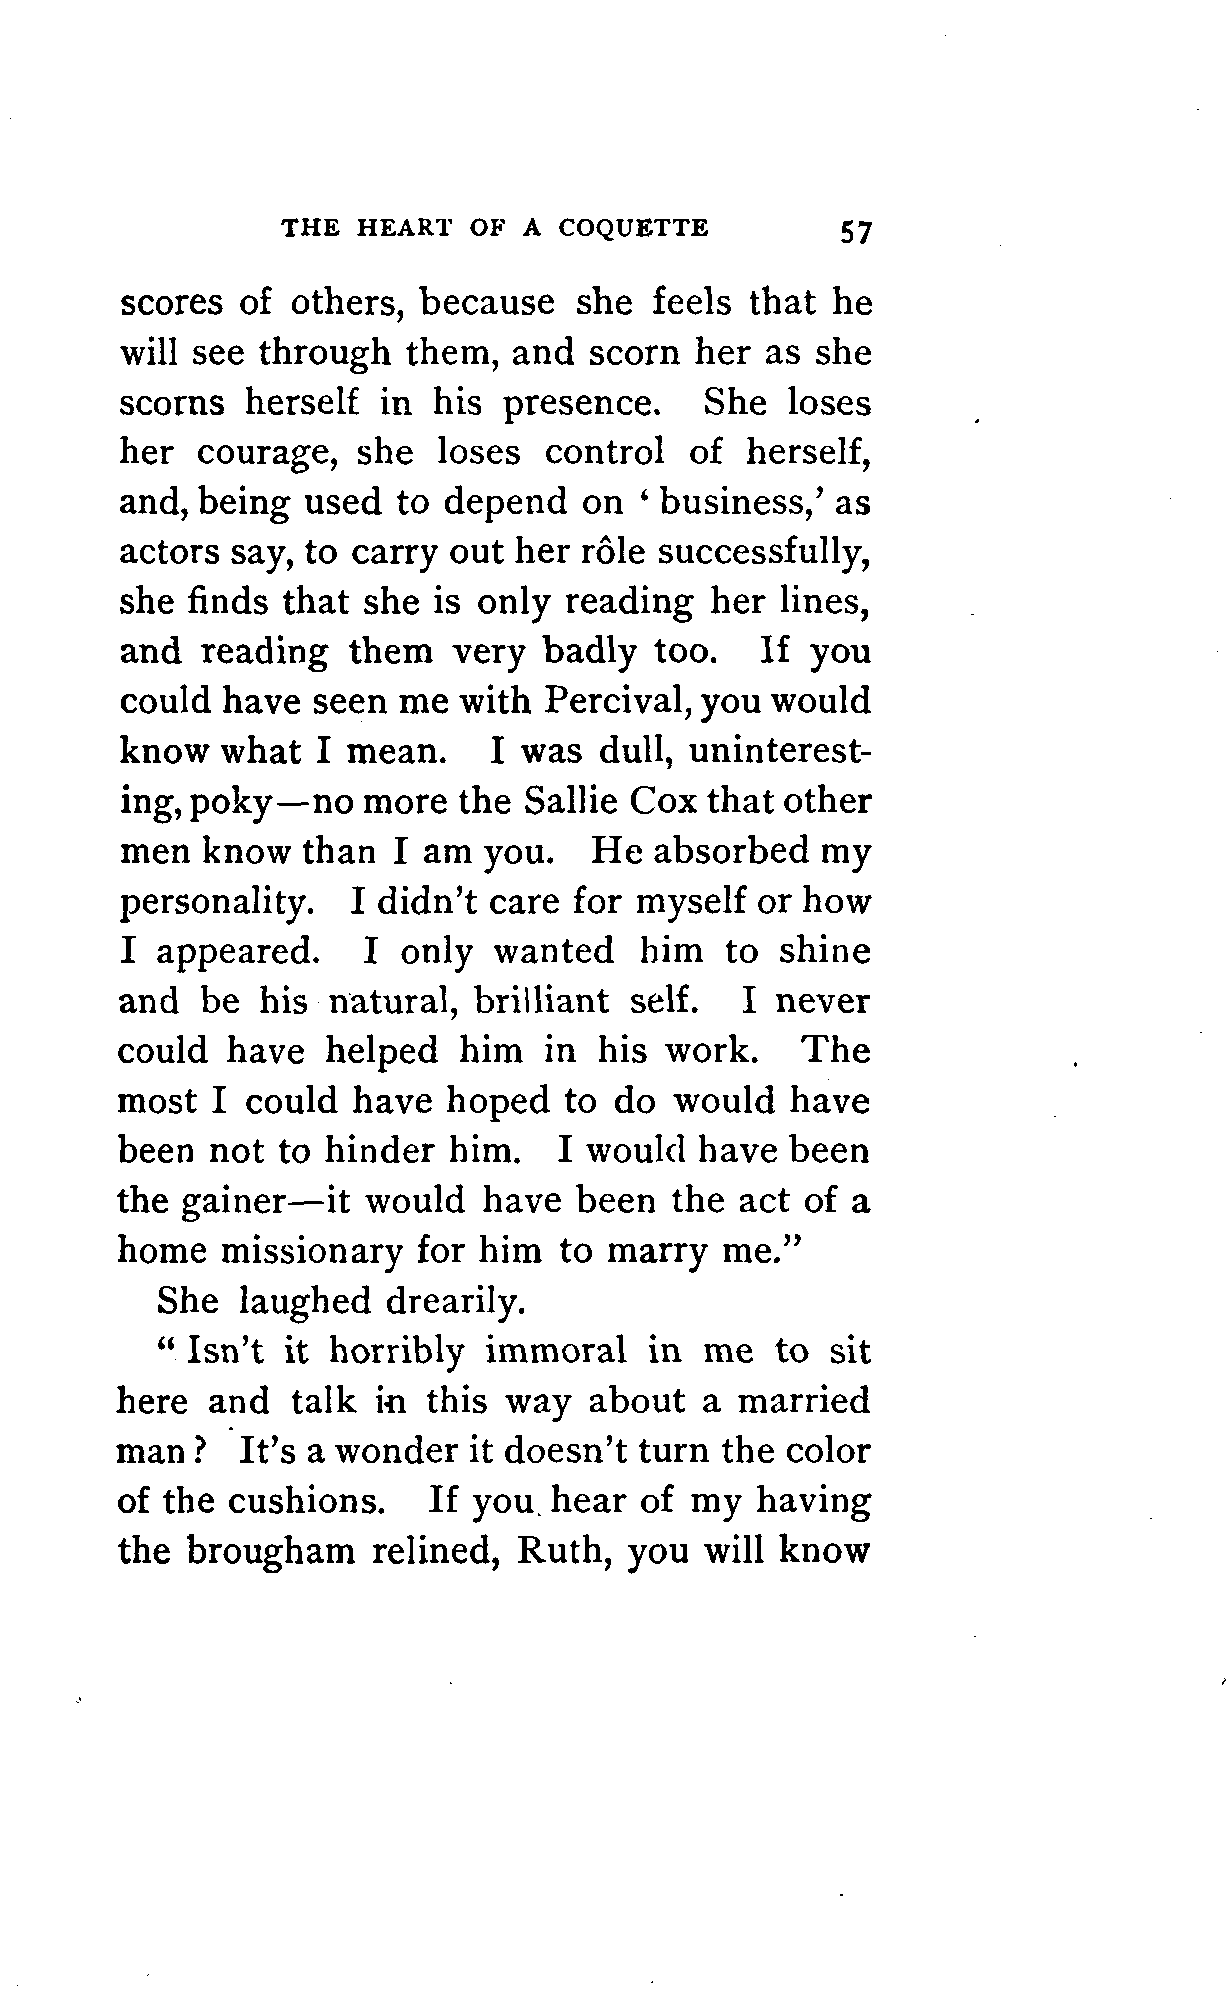 THE HEART OF A COQUETTE 57
scores of others, because she feels that he
will see through them, and scorn her as she
scorns herself in his presence. She loses
her courage, she loses control of herself,
and, being used to depend on ‘ business,’ as
actors say, to carry out her rôle successfully,
she finds that she is only reading her lines,
and reading them very badly too. If you
could have seen me with Percival, you would
know what I mean. I was dull, uninterest-
ing, poky—no more the Sallie Cox that other
men know than I am you. He absorbed my
personality. I didn't care for myself or how
I appeared. I only wanted him to shine
and be his natural, brilliant self. I never
could have helped him in his work. The
most I could have hoped to do would have
been not to hinder him. I would have been
the gainer—it would have been the act of a
home missionary for him to marry me.”
She laughed drearily.
“ Isn't it horribly immoral in me to sit
here and talk in this way about a married
man ? It's a wonder it doesn't turn the color
of the cushions. If you hear of my having
the brougham relined, Ruth, you will know